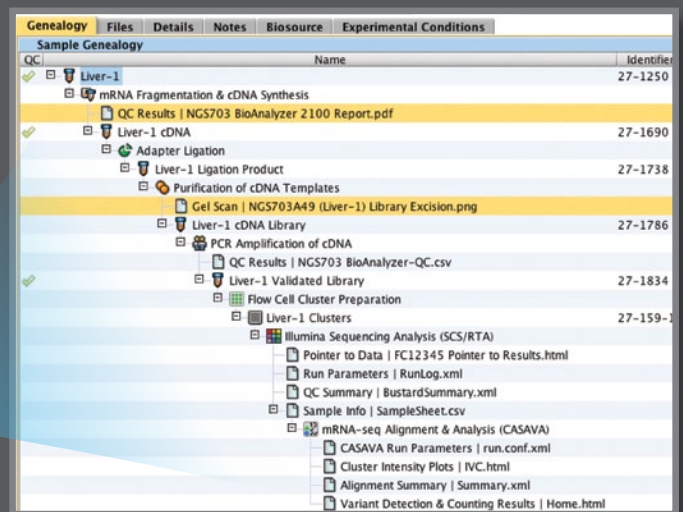 Genealogy Files Details Notes Biosource Experimental Conditions
Sample Genealogy
QC Name Identifier
Liver-1 27-1250
mRNA Fragmentation & cDNA Synthesis
QC Results | NGS703 BioAnalyzer 2100 Report.pdf
Liver-1 cDNA 27-1690
Adapter Ligation
Liver-1 Ligation Product 27-1738
Purification of cDNA Templates
Gel Scan | NGS703A49 (Liver-1) Library Excision.png
Liver-1 cDNA Library 27-1786
PCR Amplification of cDNA
QC Results | NGS703 BioAnalyzer-QC.csv
Liver-1 Validated Library 27-1834
Flow Cell Cluster Preparation
Liver-1 Clusters 27-159-1
Illumina Sequencing Analysis (SCS/RTA)
Pointer to Data | FC12345 Pointer to Results.html
Run Parameters | RunLog.xml
QC Summary | BustardSummary.xml
Sample Info | SampleSheet.csv
mRNA-seq Alignment & Analysis (CASAVA)
CASAVA Run Parameters | run.conf.xml
Cluster Intensity Plots | IVC.html
Alignment Summary | Summary.xml
Variant Detection & Counting Results | Home.html